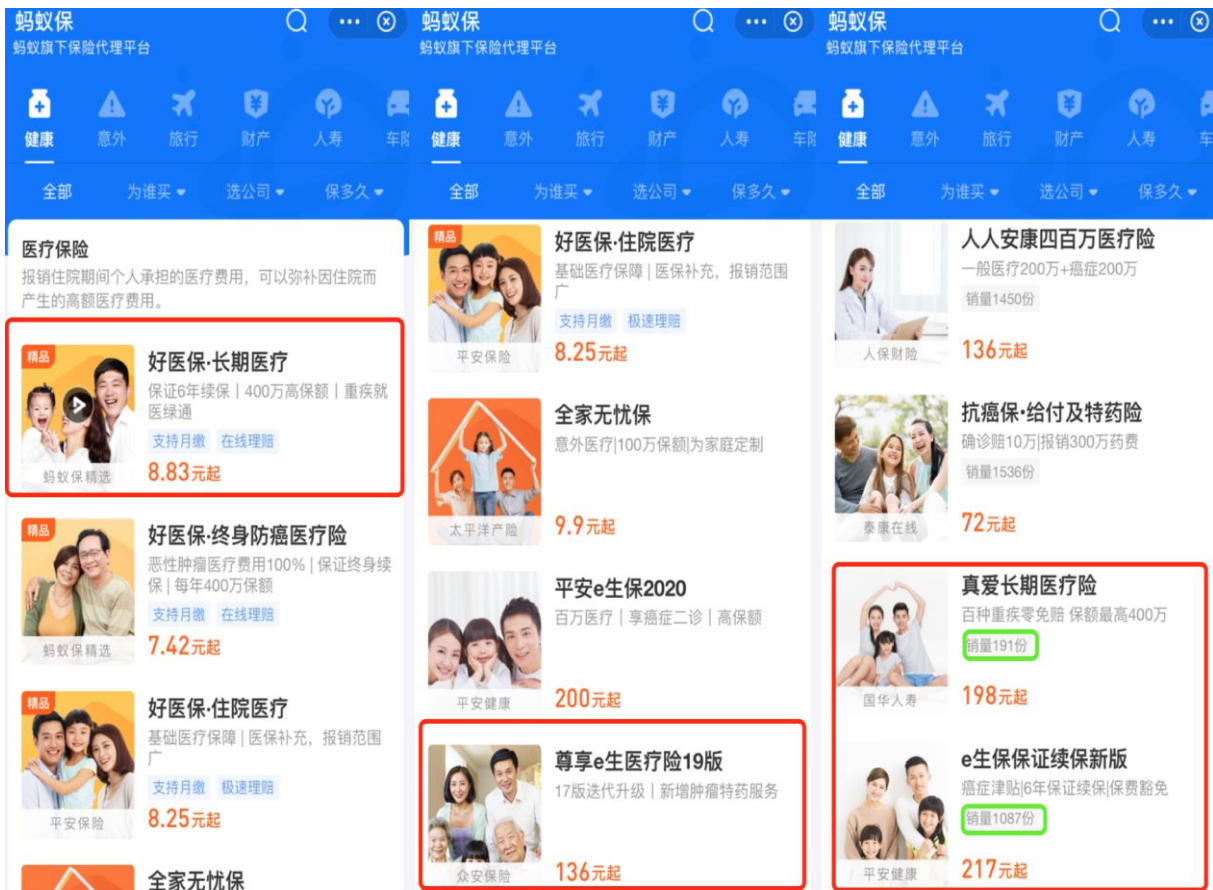 蚂蚁保
蚂蚁旗下保险代理平台
健康
意外
旅行
财产
人寿
车险
全部
为谁买
选公司
保多久
医疗保险
报销住院期间个人承担的医疗费用，可以弥补因住院而
产生的高额医疗费用。
精品
蚂蚁保精选
好医保·长期医疗
保证6年续保丨400万高保额丨重疾就
医绿通
支持月缴 在线理赔
8.83元起
精品
蚂蚁保精选
好医保·终身防癌医疗险
恶性肿瘤医疗费用100% | 保证终身续
保 | 每年400万保额
支持月缴 在线理赔
7.42元起
精品
平安保险
好医保·住院医疗
基础医疗保障 | 医保补充，报销范围
广
支持月缴 极速理赔
8.25元起
全家无忧保
蚂蚁保
蚂蚁旗下保险代理平台
健康
意外
旅行
财产
人寿
车险
全部
为谁买
选公司
保多久
精品
平安保险
好医保·住院医疗
基础医疗保障 | 医保补充，报销范围
广
支持月缴 极速理赔
8.25元起
太平洋产险
全家无忧保
意外医疗|100万保额|为家庭定制
9.9元起
平安健康
平安e生保2020
百万医疗丨享癌症二诊丨高保额
200元起
众安保险
尊享e生医疗险19版
17版迭代升级丨新增肿瘤特药服务
136元起
蚂蚁保
蚂蚁旗下保险代理平台
健康
意外
旅行
财产
人寿
车
全部
为谁买
选公司
保多久
人保财险
人人安康四百万医疗险
一般医疗200万+癌症200万
销量1450份
136元起
泰康在线
抗癌保·给付及特药险
确诊赔10万|报销300万药费
销量1536份
72元起
国华人寿
真爱长期医疗险
百种重疾零免赔 保额最高400万
销量191份
198元起
平安健康
e生保保证续保新版
癌症津贴|6年保证续保|保费豁免
销量1087份
217元起